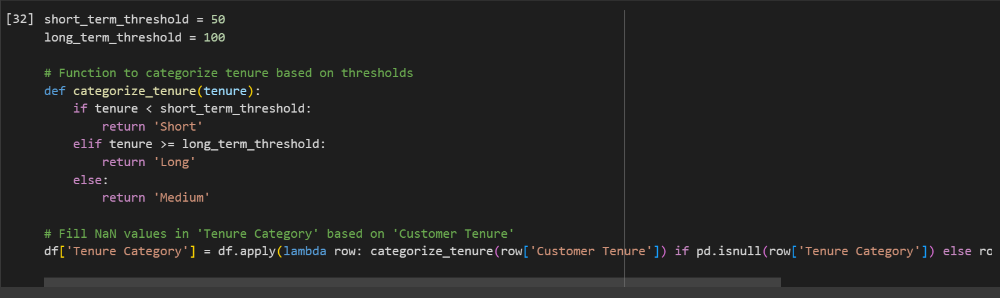 [32] short_term_threshold = 50
long_term_threshold = 100
# Function to categorize tenure based on thresholds
def categorize_tenure(tenure):
    if tenure < short_term_threshold:
        return 'Short'
    elif tenure >= long_term_threshold:
        return 'Long'
    else:
        return 'Medium'
# Fill NaN values in 'Tenure Category' based on 'Customer Tenure'
df['Tenure Category'] = df.apply(lambda row: categorize_tenure(row['Customer Tenure']) if pd.isnull(row['Tenure Category']) else ro